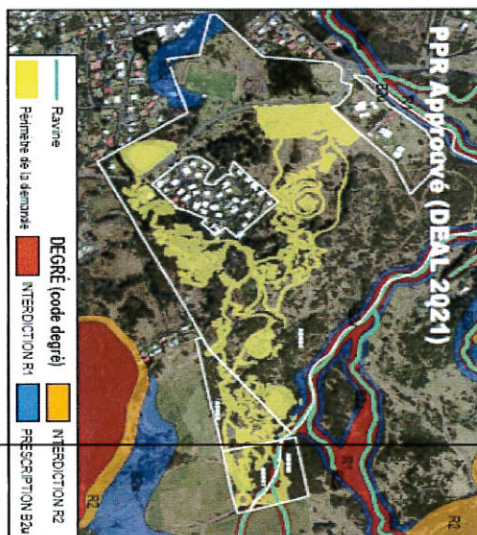 PPR Approuvé (DEAL 2021)
R2
R1
R2
R2
Ravine
Périmètre de la demande
DEGRÉ (code degré)
INTERDICTION R1
INTERDICTION R2
PRESCRIPTION B2u